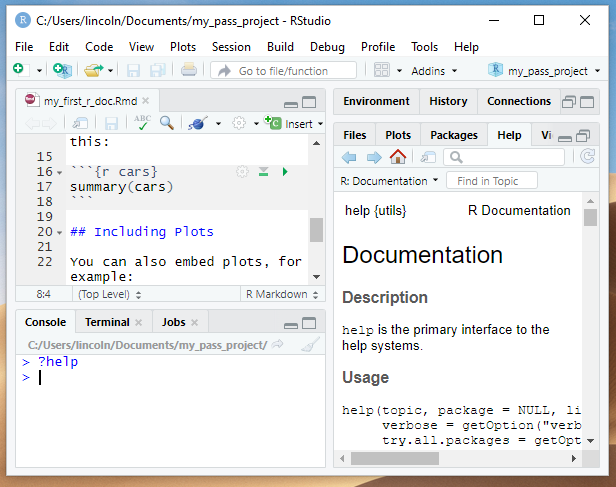 C:/Users/lincoln/Documents/my_pass_project - RStudio
File Edit Code View Plots Session Build Debug Profile Tools Help
Go to file/function Addins my_pass_project
my_first_r_doc.Rmd
ABC Insert
this:
15
16 ```{r cars}
17 summary(cars)
18 ```
19
20 ## Including Plots
21
22 You can also embed plots, for
example:
8:4 (Top Level) R Markdown
Console Terminal Jobs
C:/Users/lincoln/Documents/my_pass_project/
> ?help
>
Environment History Connections
Files Plots Packages Help Vi
R: Documentation Find in Topic
help {utils} R Documentation
Documentation
Description
help is the primary interface to the
help systems.
Usage
help(topic, package = NULL, li
verbose = getOption("verb
try.all.packages = getOpt